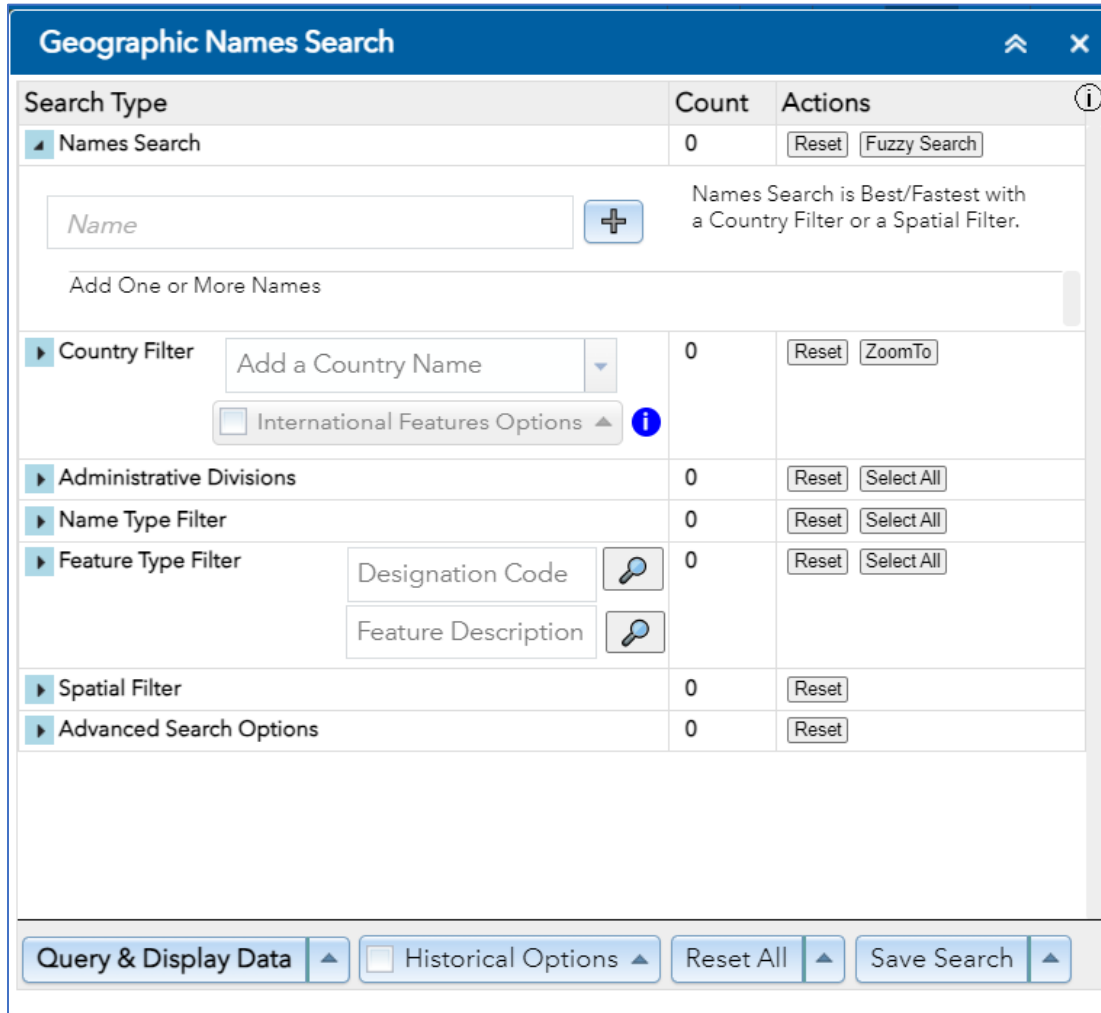 Geographic Names Search
Search Type Count Actions
Names Search 0 Reset Fuzzy Search
Name
Names Search is Best/Fastest with
a Country Filter or a Spatial Filter.
Add One or More Names
Country Filter Add a Country Name 0 Reset ZoomTo
International Features Options
Administrative Divisions 0 Reset Select All
Name Type Filter 0 Reset Select All
Feature Type Filter Designation Code 0 Reset Select All
Feature Description
Spatial Filter 0 Reset
Advanced Search Options 0 Reset
Query & Display Data Historical Options Reset All Save Search